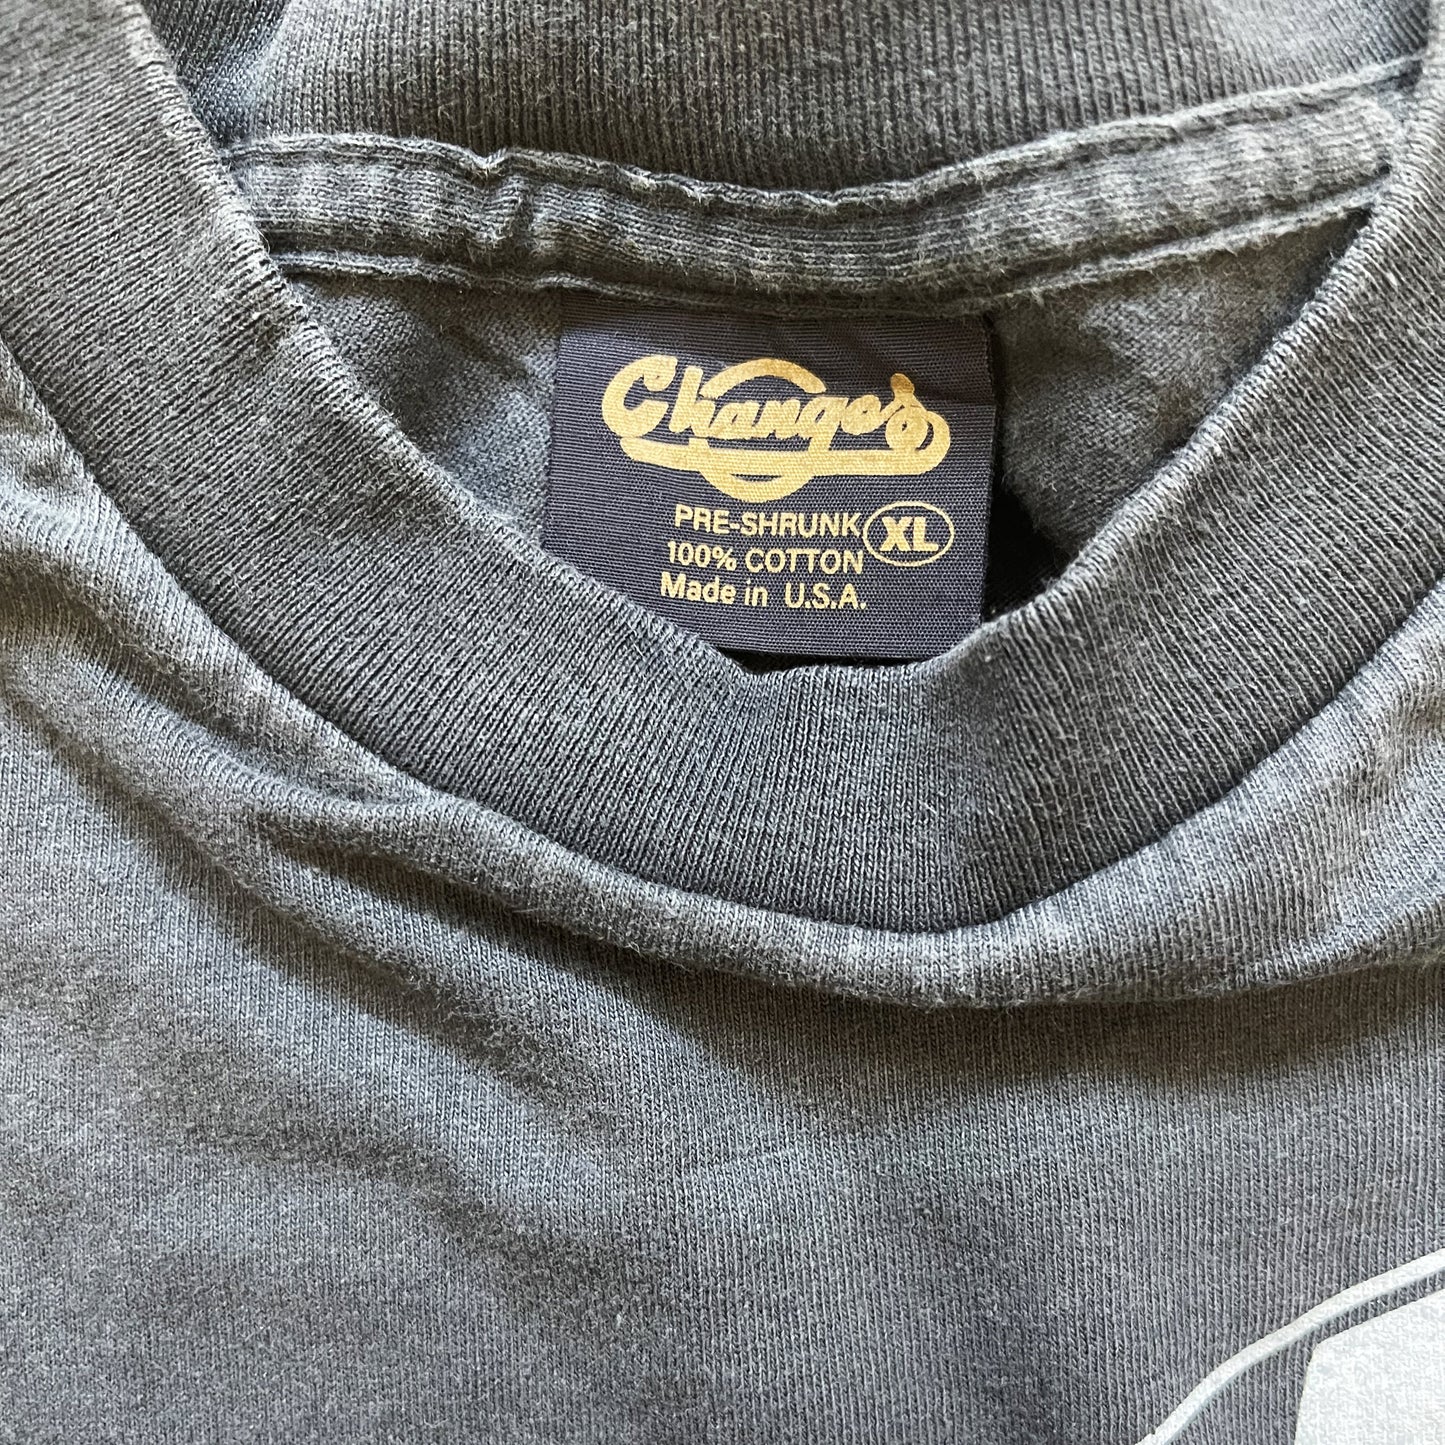 Changes
PRE-SHRUNK XL
100% COTTON
Made in U.S.A.